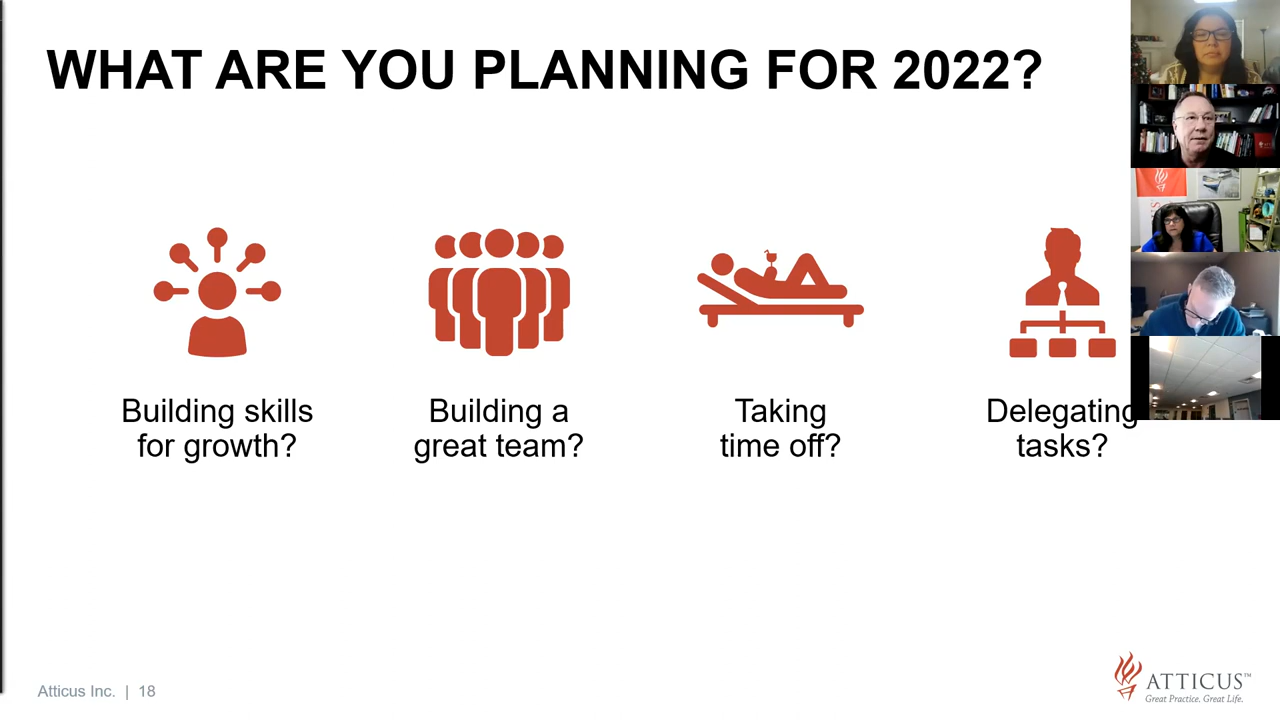 WHAT ARE YOU PLANNING FOR 2022?
Building skills
for growth?
Building a
great team?
Taking
time off?
Delegating
tasks?
Atticus Inc. | 18
ATTICUS™
Great Practice. Great Life.